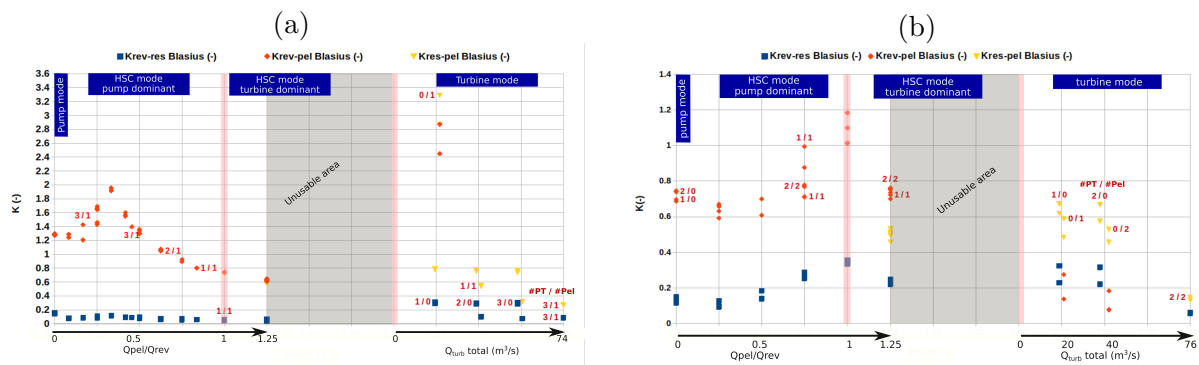 (a)
Krev-res Blasius (-) Krev-pel Blasius (-) Kres-pel Blasius (-)
3.6
3.4
3.2
3
2.8
2.6
2.4
2.2
2
1.8
1.6
1.4
1.2
1
0.8
0.6
0.4
0.2
0
K (-)
Pump mode
HSC mode
pump dominant
HSC mode
turbine dominant
Turbine mode
Unusable area
0 / 1
3 / 1
3 / 1
2 / 1
1 / 1
1 / 1
1 / 0
1 / 1
2 / 0
3 / 0
#PT / #Pel
3 / 1
3 / 1
0 0.5 1 1.25 0 74
Qpel/Qrev
Qturb total (m³/s)
(b)
Krev-res Blasius (-) Krev-pel Blasius (-) Kres-pel Blasius (-)
1.4
1.2
1
0.8
0.6
0.4
0.2
0
K(-)
pump mode
HSC mode
pump dominant
HSC mode
turbine dominant
turbine mode
Unusable area
2 / 0
1 / 0
1 / 1
2 / 2
1 / 1
2 / 2
1 / 1
#PT / #Pel
1 / 0
2 / 0
0 / 1
0 / 2
2 / 2
0 0.5 1 1.25 0 20 40 76
Qpel/Qrev
Qturb total (m³/s)